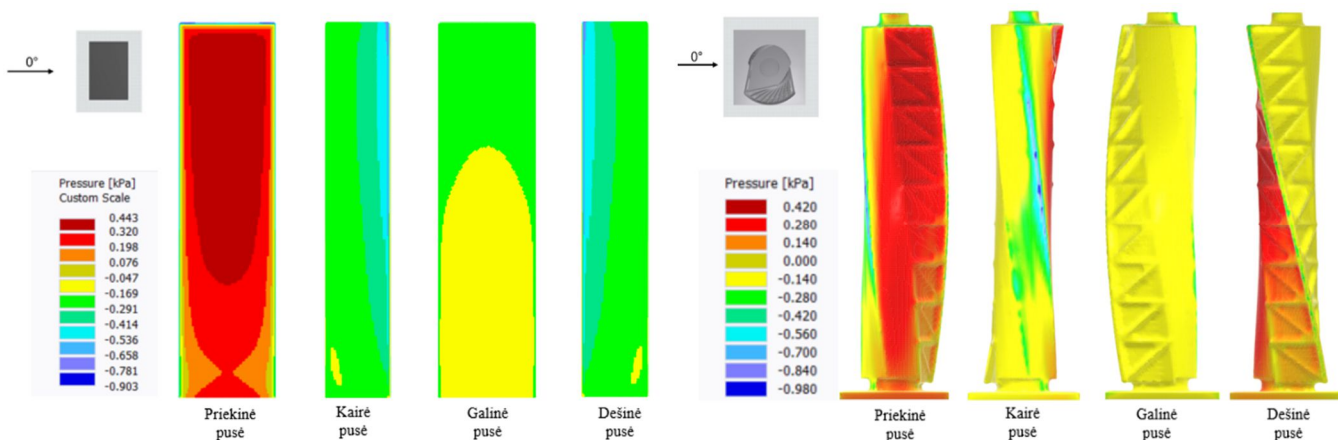 0°
Pressure [kPa]
Custom Scale
0.443
0.320
0.198
0.076
-0.047
-0.169
-0.291
-0.414
-0.536
-0.658
-0.781
-0.903
Priekinė
pusė
Kairė
pusė
Galinė
pusė
Dešinė
pusė
0°
Pressure [kPa]
0.420
0.280
0.140
0.000
-0.140
-0.280
-0.420
-0.560
-0.700
-0.840
-0.980
Priekinė
pusė
Kairė
pusė
Galinė
pusė
Dešinė
pusė